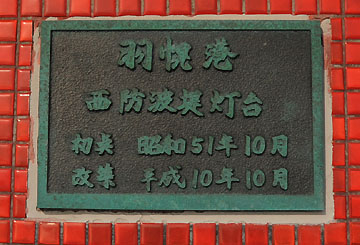 羽幌港
西防波堤灯台
初点 昭和51年10月
改築 平成10年10月